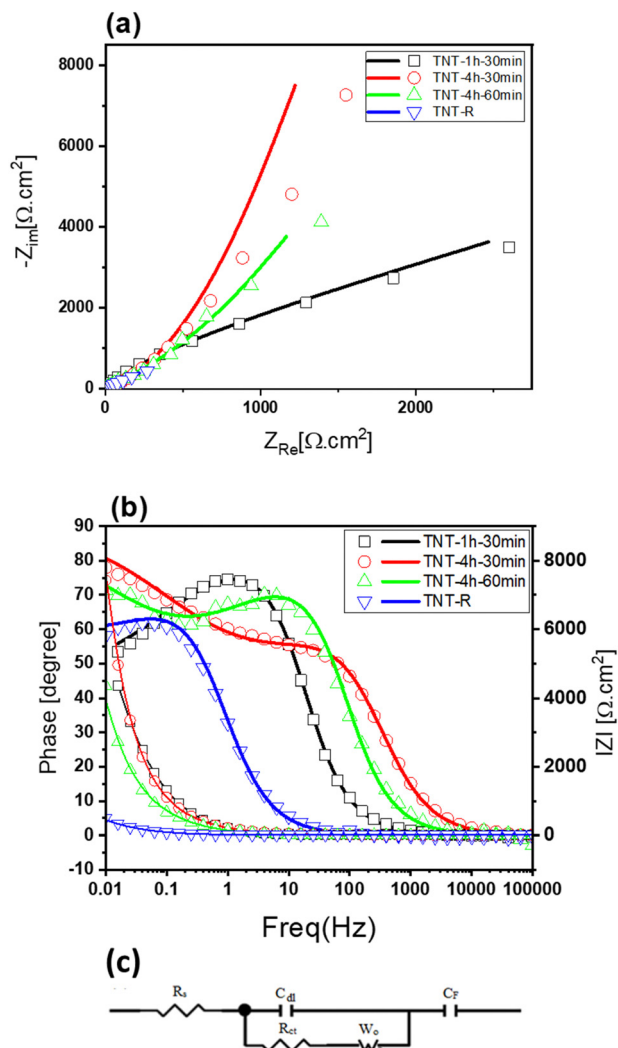 (a)
8000
6000
4000
2000
0
-Zim[Ω.cm²]
TNT-1h-30min
TNT-4h-30min
TNT-4h-60min
TNT-R
0 1000 2000
ZRe[Ω.cm²]
(b)
90
80
70
60
50
40
30
20
10
0
-10
Phase [degree]
TNT-1h-30min
TNT-4h-30min
TNT-4h-60min
TNT-R
8000
6000
4000
2000
0
|Z| [Ω.cm²]
0.01 0.1 1 10 100 1000 10000 100000
Freq(Hz)
(c)
Rs Cdl CF
Rct Wo